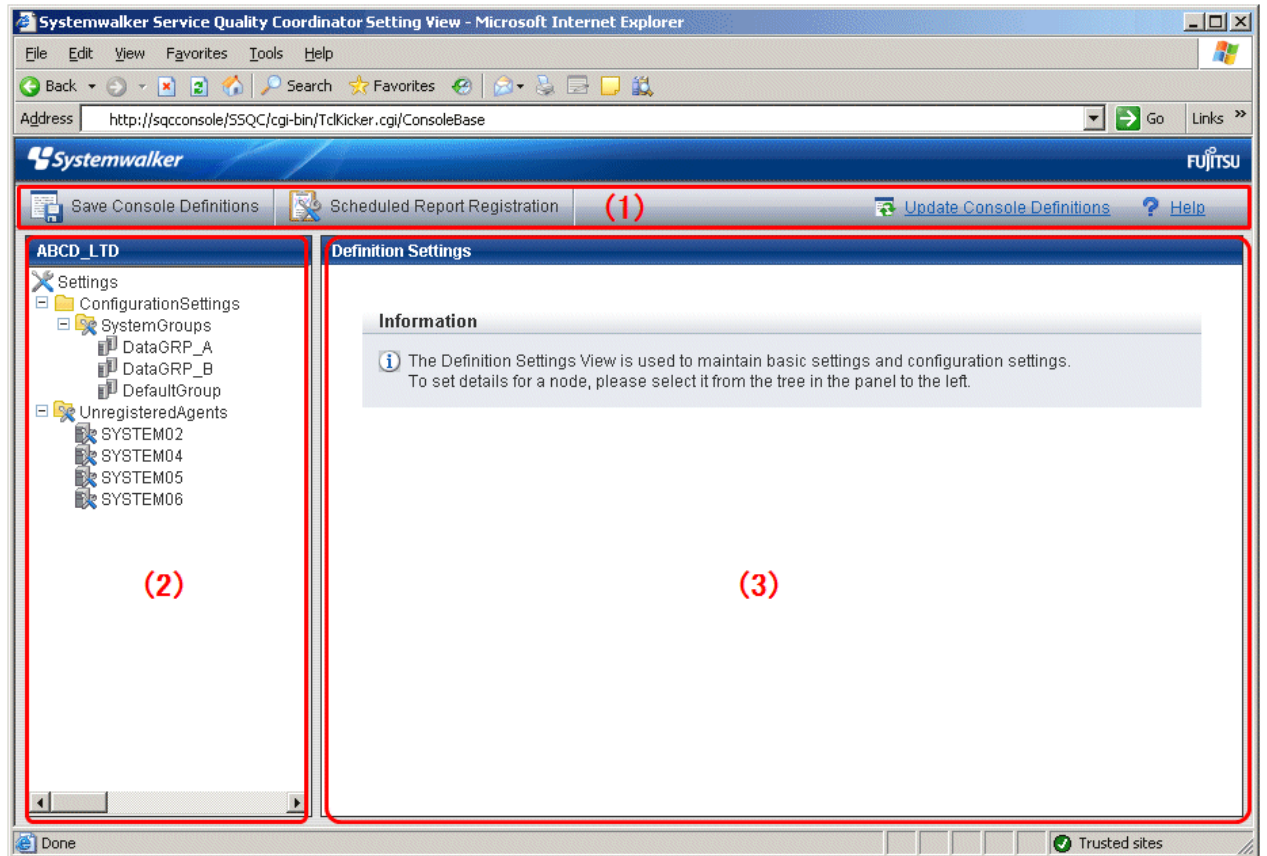 Systemwalker Service Quality Coordinator Setting View - Microsoft Internet Explorer
File Edit View Favorites Tools Help
Back Search Favorites
Address http://sqcconsole/SSQC/cgi-bin/TclKicker.cgi/ConsoleBase Go Links »
Systemwalker FUJITSU
Save Console Definitions Scheduled Report Registration (1) Update Console Definitions ? Help
ABCD_LTD
Settings
ConfigurationSettings
SystemGroups
DataGRP_A
DataGRP_B
DefaultGroup
UnregisteredAgents
SYSTEM02
SYSTEM04
SYSTEM05
SYSTEM06
(2)
Definition Settings
Information
The Definition Settings View is used to maintain basic settings and configuration settings.
To set details for a node, please select it from the tree in the panel to the left.
(3)
Done Trusted sites